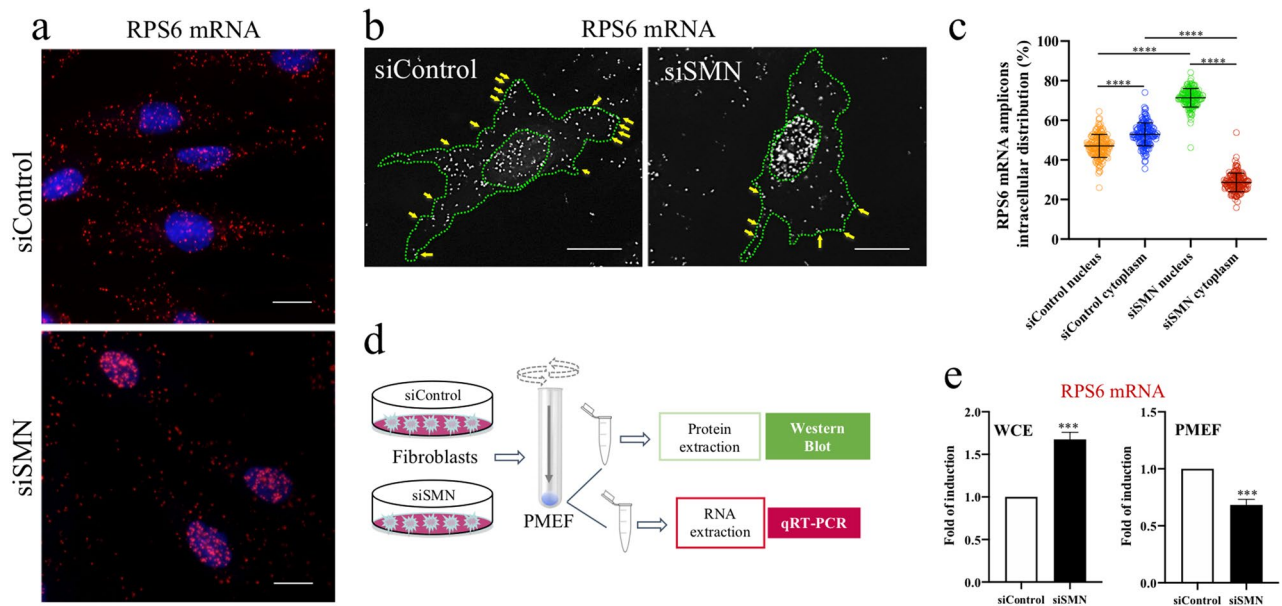 a
RPS6 mRNA
siControl
siSMN
b
RPS6 mRNA
siControl
siSMN
c
RPS6 mRNA amplicons
intracellular distribution (%)
100
80
60
40
20
0
****
****
****
****
siControl nucleus
siControl cytoplasm
siSMN nucleus
siSMN cytoplasm
d
siControl
Fibroblasts
siSMN
PMEF
Protein
extraction
Western
Blot
RNA
extraction
qRT-PCR
e
RPS6 mRNA
Fold of induction
2.0
1.5
1.0
0.5
0.0
WCE
***
siControl
siSMN
Fold of induction
1.5
1.0
0.5
0.0
PMEF
***
siControl
siSMN